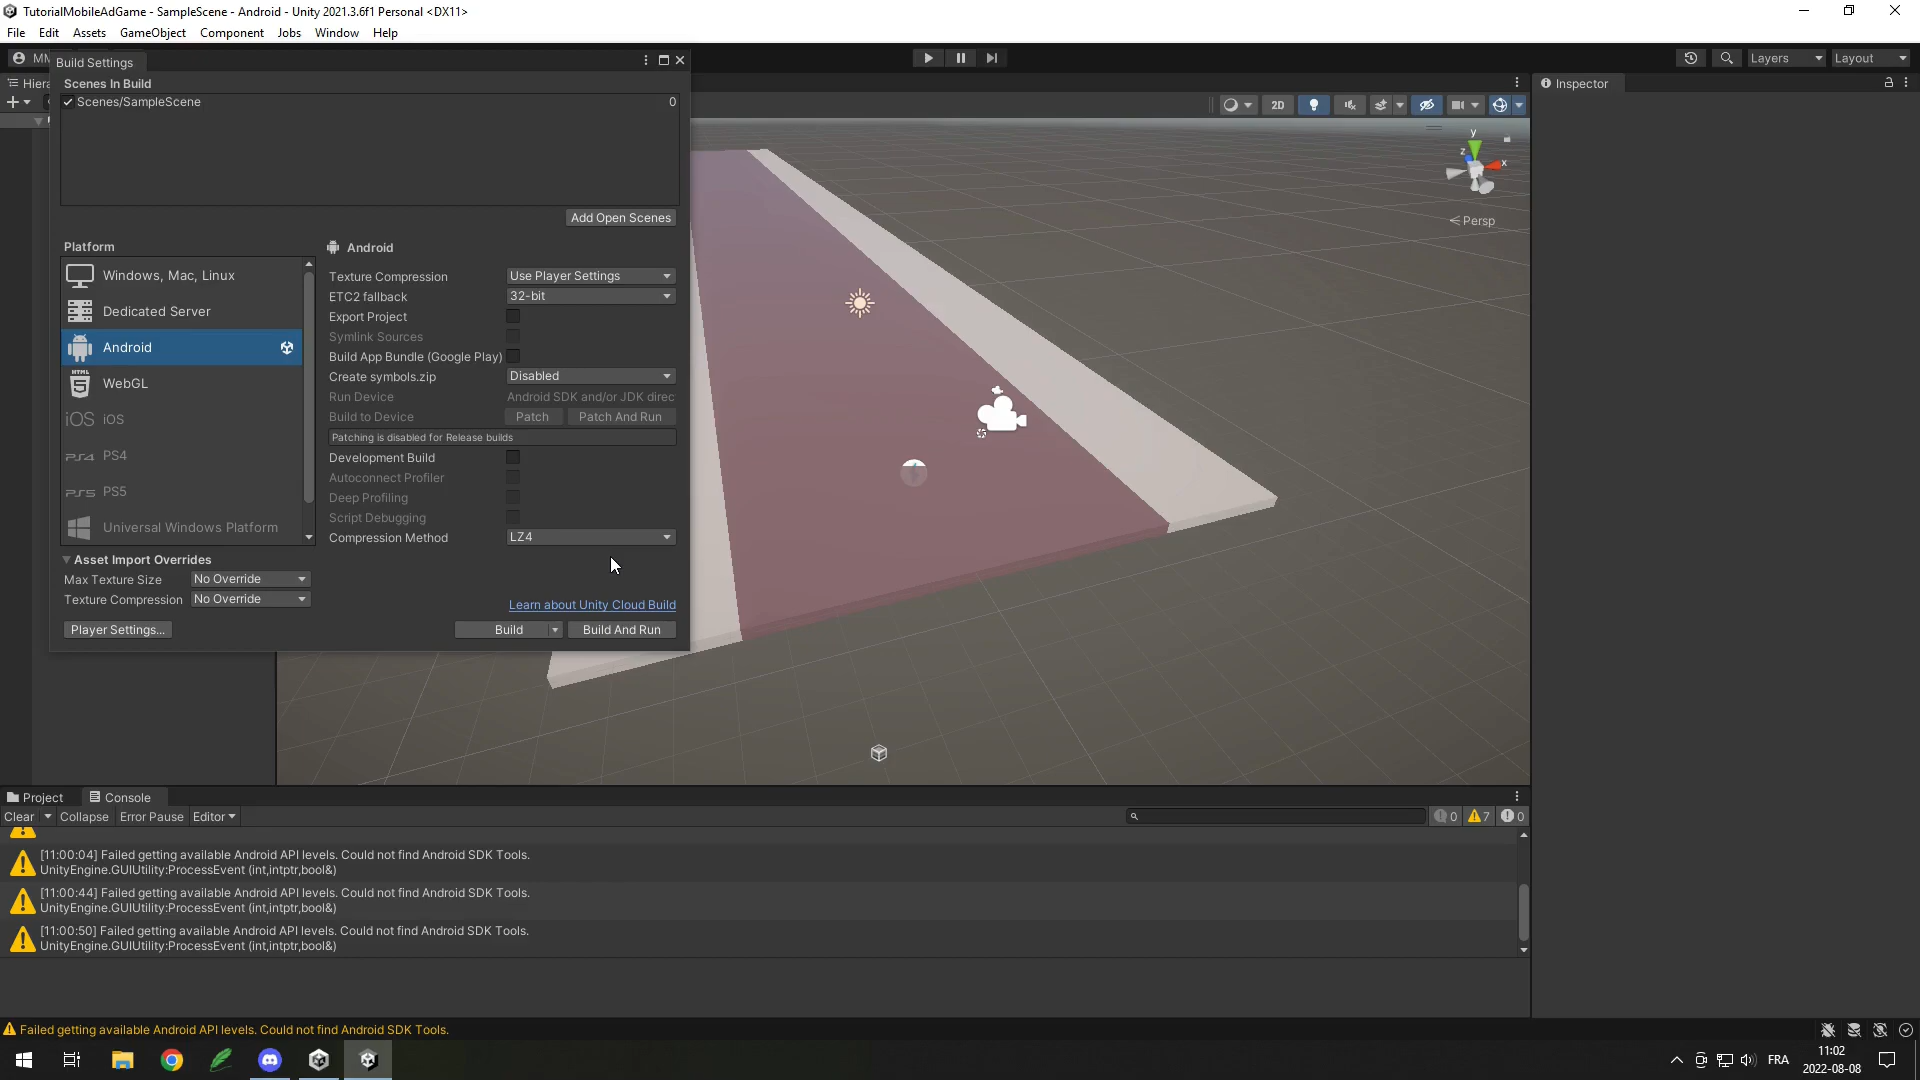 TutorialMobileAdGame - SampleScene - Android - Unity 2021.3.6f1 Personal <DX11>
File Edit Assets GameObject Component Jobs Window Help
MM
Layers Layout
Build Settings
Scenes In Build
Scenes/SampleScene 0
Add Open Scenes
Platform
Windows, Mac, Linux
Dedicated Server
Android
HTML
5
WebGL
iOS iOS
PS4 PS4
PS5 PS5
Universal Windows Platform
Android
Texture Compression Use Player Settings
ETC2 fallback 32-bit
Export Project
Symlink Sources
Build App Bundle (Google Play)
Create symbols.zip Disabled
Run Device Android SDK and/or JDK direc
Build to Device Patch Patch And Run
Patching is disabled for Release builds
Development Build
Autoconnect Profiler
Deep Profiling
Script Debugging
Compression Method LZ4
Asset Import Overrides
Max Texture Size No Override
Texture Compression No Override
Learn about Unity Cloud Build
Player Settings...
Build Build And Run
Hiera
2D
y
z x
Persp
Inspector
Project Console
Clear Collapse Error Pause Editor
0 7 0
[11:00:04] Failed getting available Android API levels. Could not find Android SDK Tools.
UnityEngine.GUIUtility:ProcessEvent (int,intptr,bool&)
[11:00:44] Failed getting available Android API levels. Could not find Android SDK Tools.
UnityEngine.GUIUtility:ProcessEvent (int,intptr,bool&)
[11:00:50] Failed getting available Android API levels. Could not find Android SDK Tools.
UnityEngine.GUIUtility:ProcessEvent (int,intptr,bool&)
Failed getting available Android API levels. Could not find Android SDK Tools.
FRA
11:02
2022-08-08